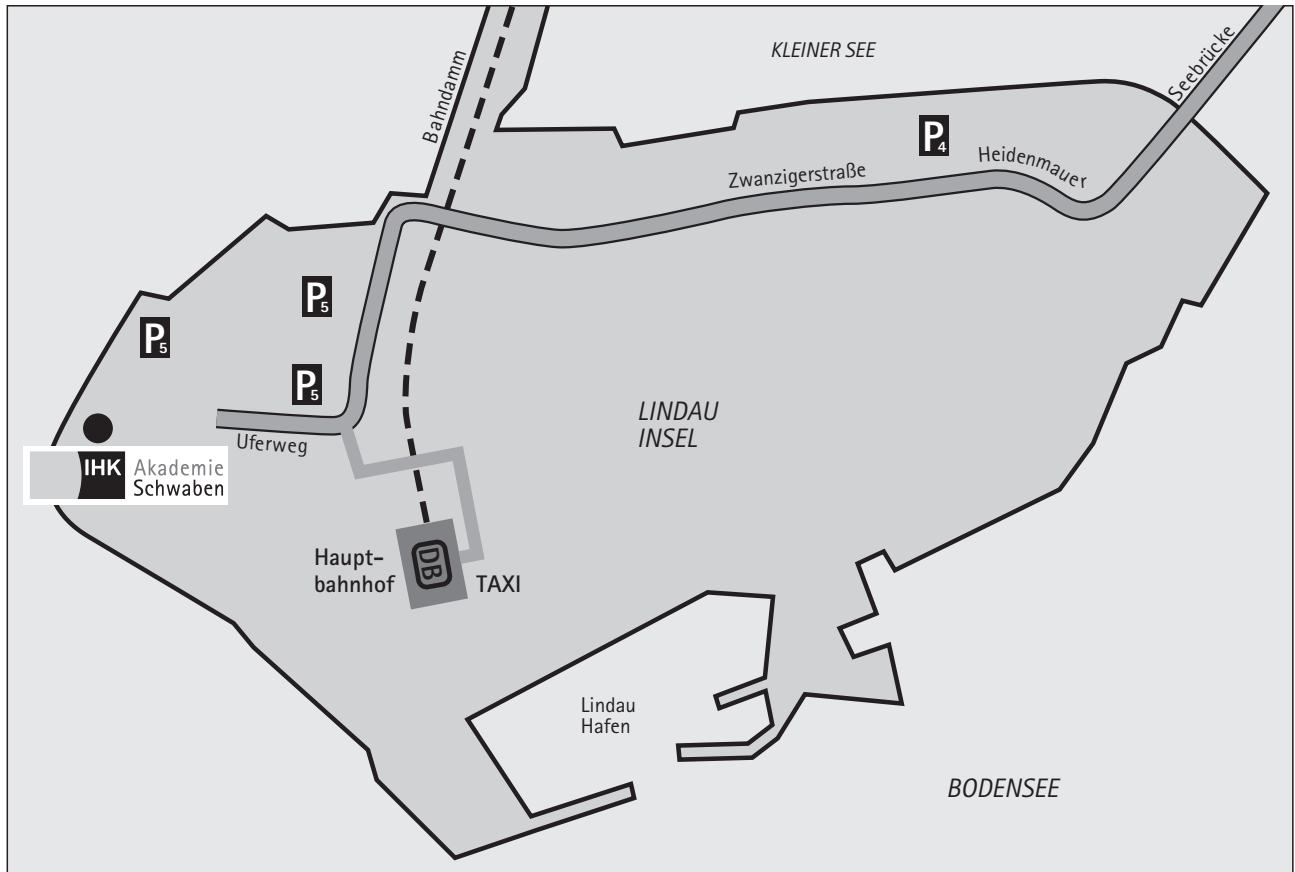 KLEINER SEE
Seebrücke
Bahndamm
P4
Heidenmauer
Zwanzigerstraße
P5
P5
P5
LINDAU
INSEL
Uferweg
IHK Akademie
Schwaben
Haupt-
bahnhof
DB
TAXI
Lindau
Hafen
BODENSEE